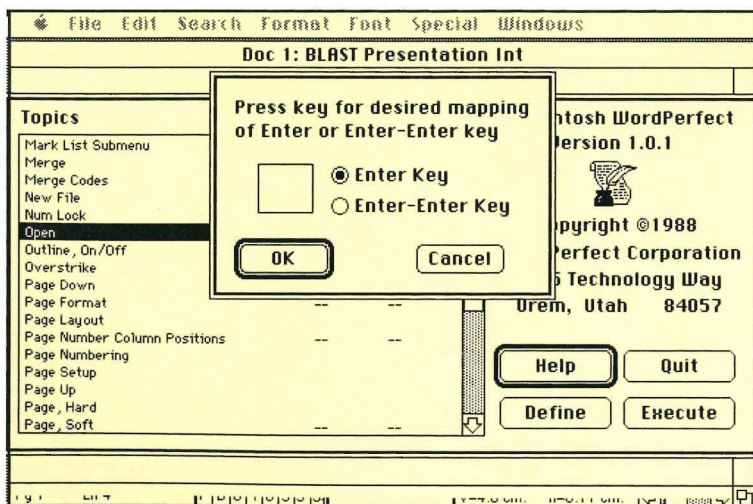 File Edit Search Format Font Special Windows
Doc 1: BLAST Presentation Int
Press key for desired mapping
of Enter or Enter-Enter key
Enter Key
Enter-Enter Key
OK Cancel
Topics
Mark List Submenu
Merge
Merge Codes
New File
Num Lock
Open
Outline, On/Off
Overstrike
Page Down
Page Format -- --
Page Layout
Page Number Column Positions -- --
Page Numbering
Page Setup
Page Up
Page, Hard
Page, Soft -- --
ntosh WordPerfect
ersion 1.0.1
pyright ©1988
Perfect Corporation
Technology Way
Orem, Utah 84057
Help Quit
Define Execute